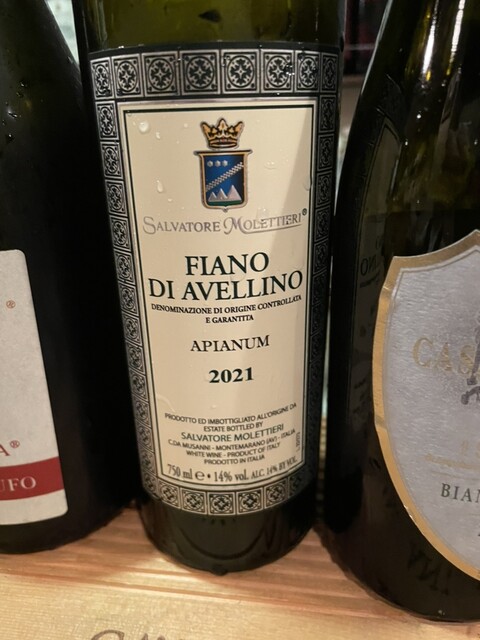 SALVATORE MOLETTIERI®
FIANO
DI AVELLINO
DENOMINAZIONE DI ORIGINE CONTROLLATA
E GARANTITA
APIANUM
2021
PRODOTTO ED IMBOTTIGLIATO ALL'ORIGINE DA
ESTATE BOTTLED BY
SALVATORE MOLETTIERI
C.DA MUSANNI - MONTEMARANO (AV) - ITALIA
WHITE WINE - PRODUCT OF ITALY
PRODOTTO IN ITALIA
750 ml e • 14% vol. ALC. 14% BY VOL.
®
A®
UFO
CAS
BIAN